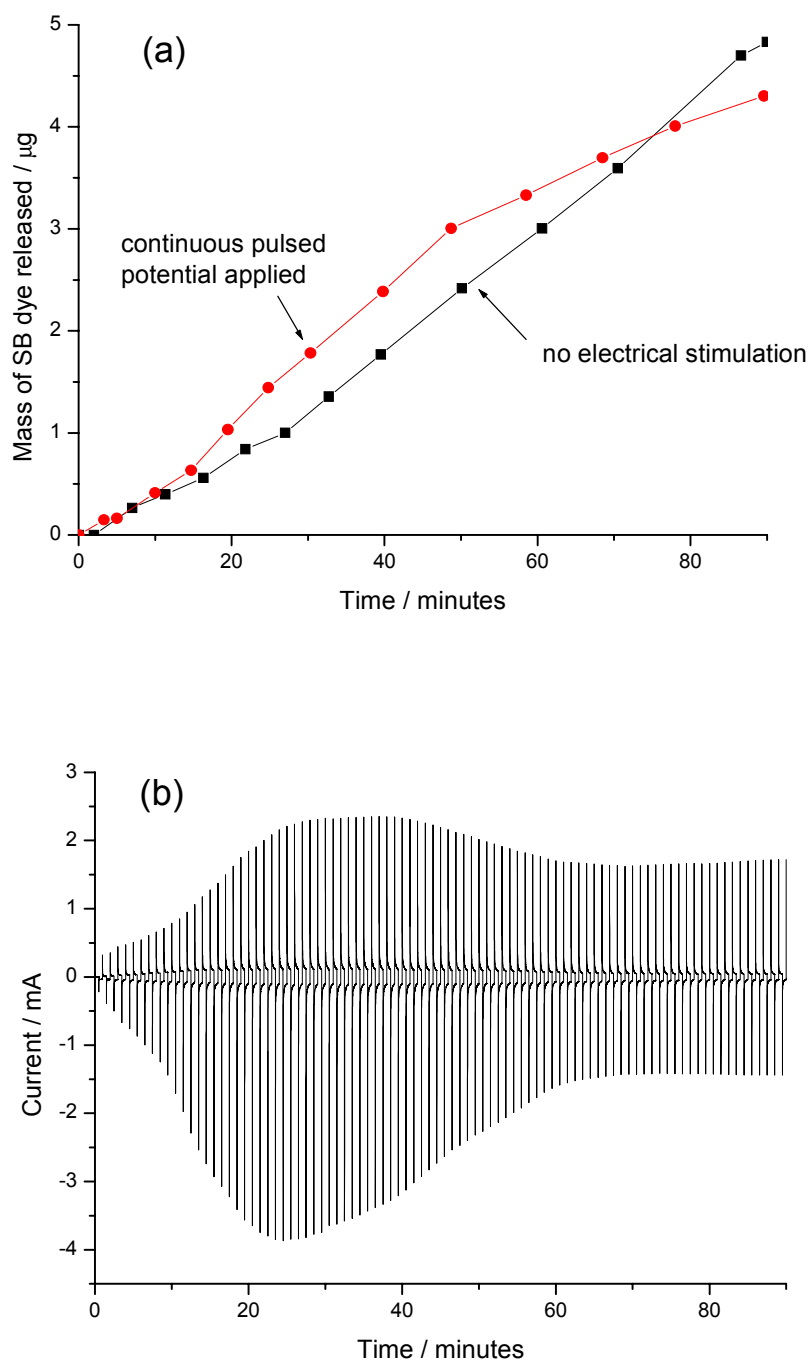 (a)
5
4
3
2
1
0
Mass of SB dye released / μg
continuous pulsed
potential applied
no electrical stimulation
0 20 40 60 80
Time / minutes
(b)
3
2
1
0
-1
-2
-3
-4
Current / mA
0 20 40 60 80
Time / minutes